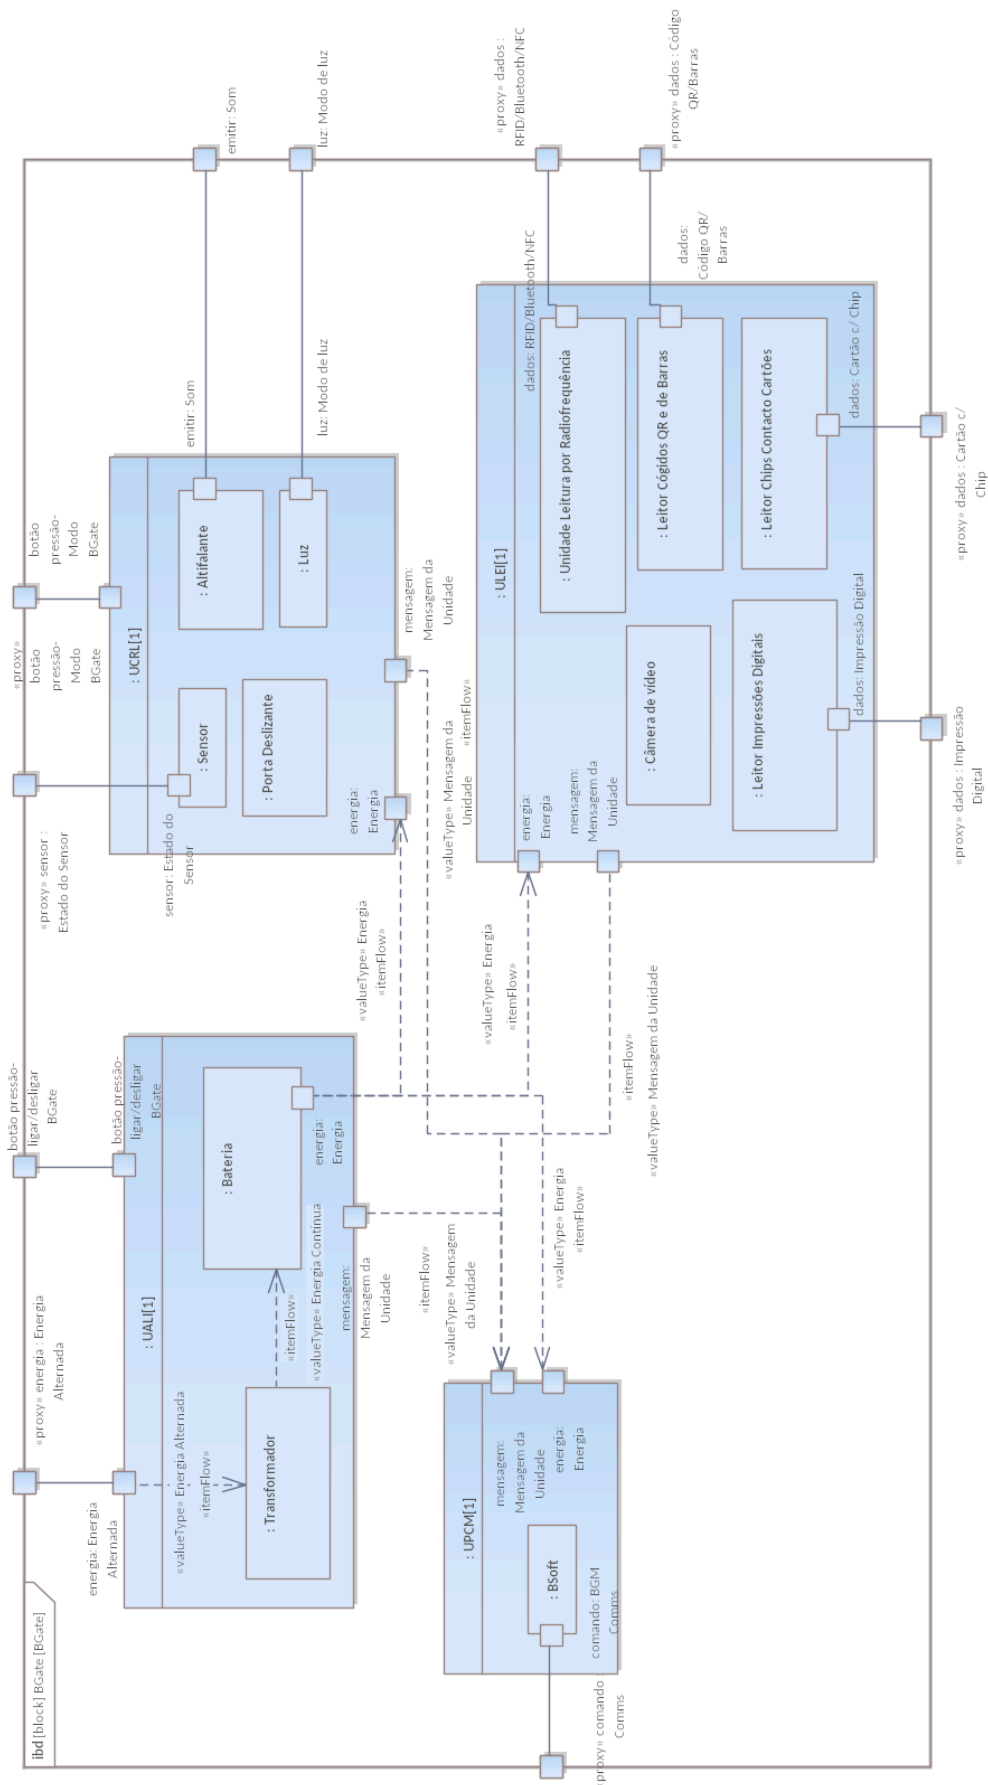 ibd [block] BGate [BGate]
«proxy» energia : Energia
Alternada
energia: Energia
Alternada
botão pressão-
ligar/desligar
BGate
botão pressão-
ligar/desligar
BGate
: UALI[1]
«valueType» Energia Alternada
«itemFlow»
: Transformador
«itemFlow»
«valueType» Energia Contínua
: Bateria
energia:
Energia
mensagem:
Mensagem da
Unidade
«itemFlow»
«valueType» Mensagem
da Unidade
«valueType» Energia
«itemFlow»
«proxy» sensor :
Estado do Sensor
sensor: Estado do
Sensor
«proxy»
botão
pressão-
Modo
BGate
botão
pressão-
Modo
BGate
: UCRL[1]
: Sensor
: Porta Deslizante
: Altifalante
: Luz
emitir: Som
luz: Modo de luz
emitir: Som
luz: Modo de luz
energia:
Energia
mensagem:
Mensagem da
Unidade
«valueType» Energia
«itemFlow»
«valueType» Mensagem da
Unidade
«itemFlow»
«valueType» Energia
«itemFlow»
«itemFlow»
«valueType» Mensagem da Unidade
: UPCM[1]
: BSoft
mensagem:
Mensagem da
Unidade
energia:
Energia
comando: BGM
Comms
«proxy» comando :
Comms
: ULEI[1]
energia:
Energia
mensagem:
Mensagem da
Unidade
: Câmera de vídeo
: Leitor Impressões Digitais
dados: Impressão Digital
«proxy» dados : Impressão
Digital
: Unidade Leitura por Radiofrequência
: Leitor Cógidos QR e de Barras
: Leitor Chips Contacto Cartões
dados: RFID/Bluetooth/NFC
dados:
Código QR/
Barras
dados: Cartão c/ Chip
«proxy» dados :
RFID/Bluetooth/NFC
«proxy» dados : Código
QR/Barras
«proxy» dados : Cartão c/
Chip